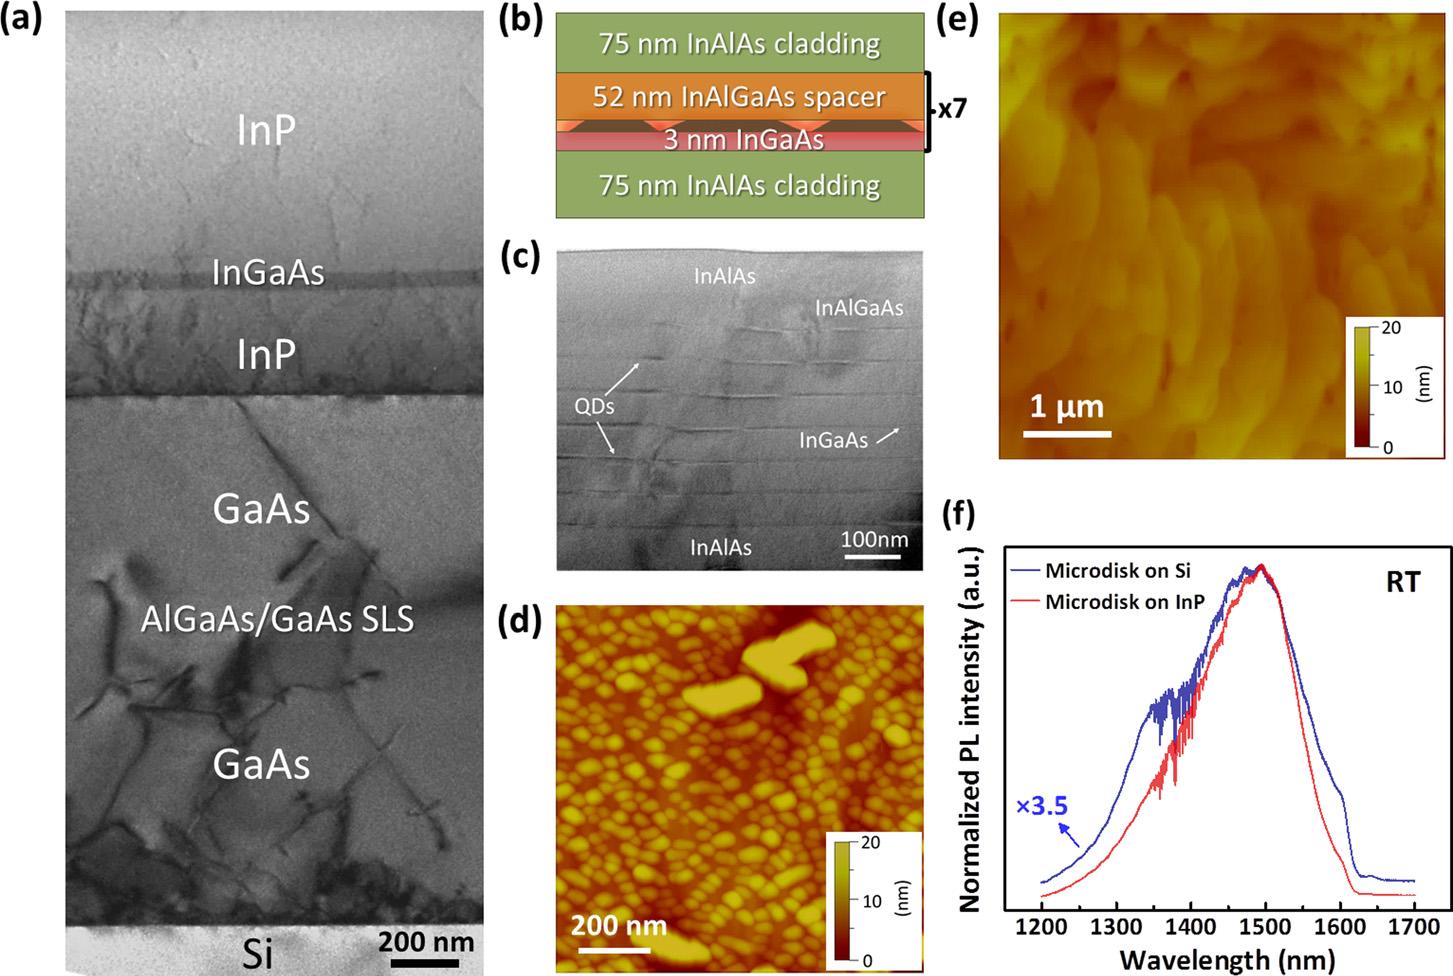 (a)
InP
InGaAs
InP
GaAs
AlGaAs/GaAs SLS
GaAs
Si
200 nm
(b)
75 nm InAlAs cladding
52 nm InAlGaAs spacer
3 nm InGaAs
75 nm InAlAs cladding
x7
(c)
InAlAs
InAlGaAs
QDs
InGaAs
InAlAs
100nm
(d)
200 nm
20
10
0
(nm)
(e)
1 μm
20
10
0
(nm)
(f)
Normalized PL intensity (a.u.)
Microdisk on Si
Microdisk on InP
RT
×3.5
1200 1300 1400 1500 1600 1700
Wavelength (nm)